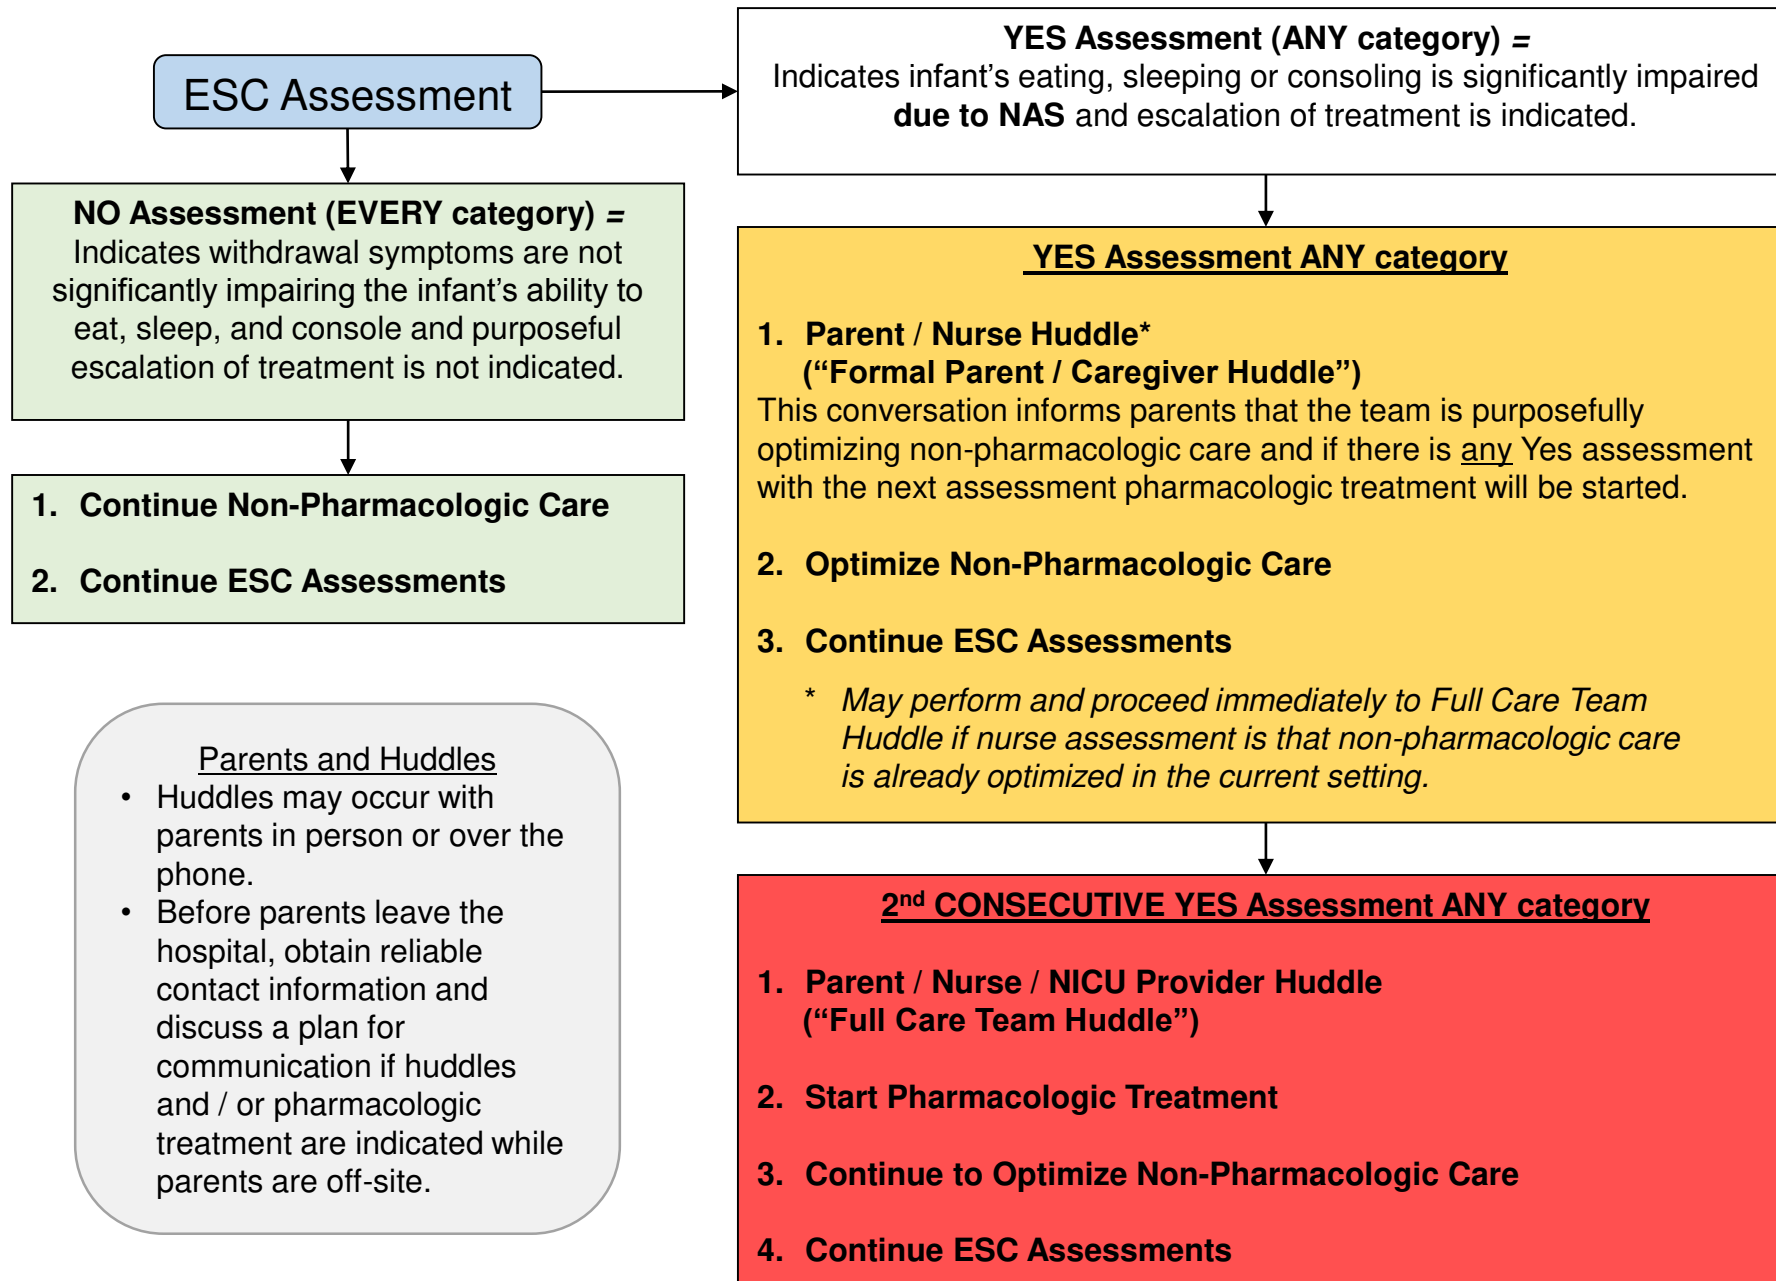 ESC Assessment
YES Assessment (ANY category) =
Indicates infant's eating, sleeping or consoling is significantly impaired
due to NAS and escalation of treatment is indicated.
NO Assessment (EVERY category) =
Indicates withdrawal symptoms are not
significantly impairing the infant's ability to
eat, sleep, and console and purposeful
escalation of treatment is not indicated.
1. Continue Non-Pharmacologic Care
2. Continue ESC Assessments
YES Assessment ANY category
1. Parent / Nurse Huddle*
("Formal Parent / Caregiver Huddle")
This conversation informs parents that the team is purposefully
optimizing non-pharmacologic care and if there is any Yes assessment
with the next assessment pharmacologic treatment will be started.
2. Optimize Non-Pharmacologic Care
3. Continue ESC Assessments
* May perform and proceed immediately to Full Care Team
Huddle if nurse assessment is that non-pharmacologic care
is already optimized in the current setting.
Parents and Huddles
• Huddles may occur with
parents in person or over the
phone.
• Before parents leave the
hospital, obtain reliable
contact information and
discuss a plan for
communication if huddles
and / or pharmacologic
treatment are indicated while
parents are off-site.
2nd CONSECUTIVE YES Assessment ANY category
1. Parent / Nurse / NICU Provider Huddle
("Full Care Team Huddle")
2. Start Pharmacologic Treatment
3. Continue to Optimize Non-Pharmacologic Care
4. Continue ESC Assessments